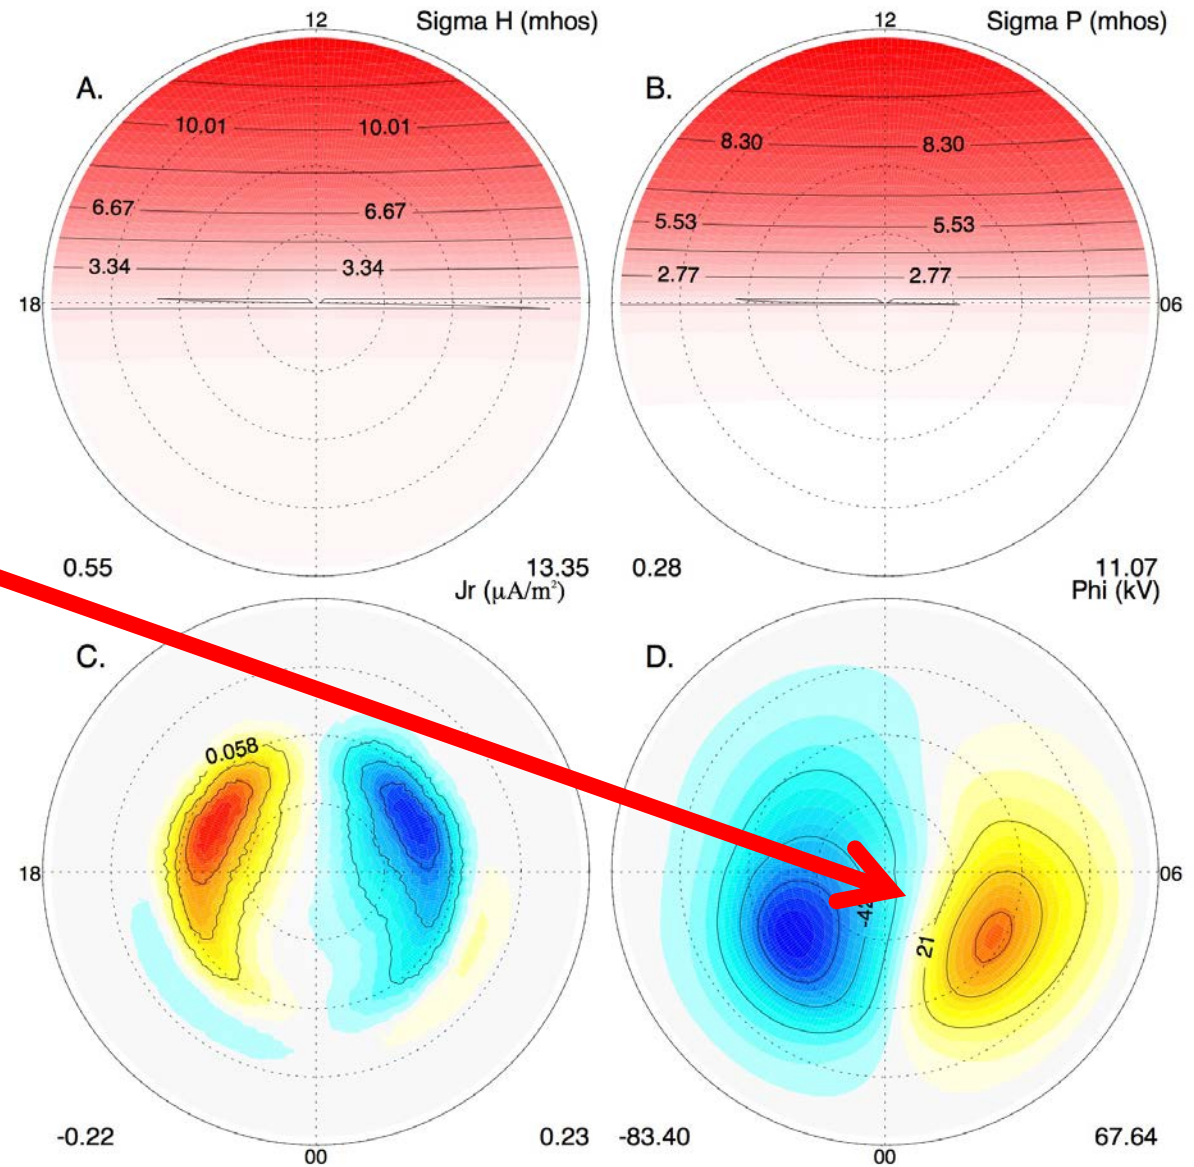 12 Sigma H (mhos)
12 Sigma P (mhos)
A.
B.
10.01 10.01
8.30 8.30
6.67 6.67
5.53 5.53
3.34 3.34
2.77 2.77
18
06
0.55 13.35
0.28 11.07
Jr (μA/m²)
Phi (kV)
C.
D.
0.058
18
06
21
-0.22 0.23
-83.40 67.64
00
00